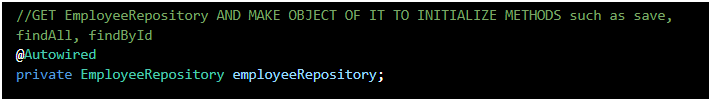 //GET EmployeeRepository AND MAKE OBJECT OF IT TO INITIALIZE METHODS such as save,
findAll, findById
@Autowired
private EmployeeRepository employeeRepository;